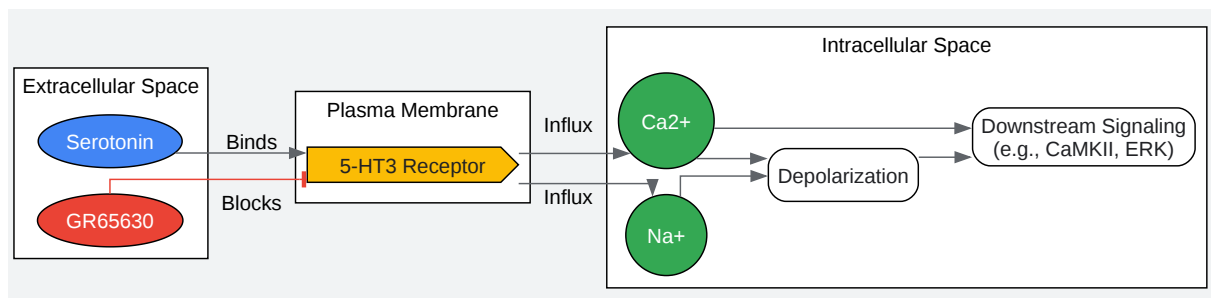 Extracellular Space
Serotonin
GR65630
Binds
Blocks
Plasma Membrane
5-HT3 Receptor
Influx
Influx
Intracellular Space
Ca2+
Na+
Depolarization
Downstream Signaling
(e.g., CaMKII, ERK)